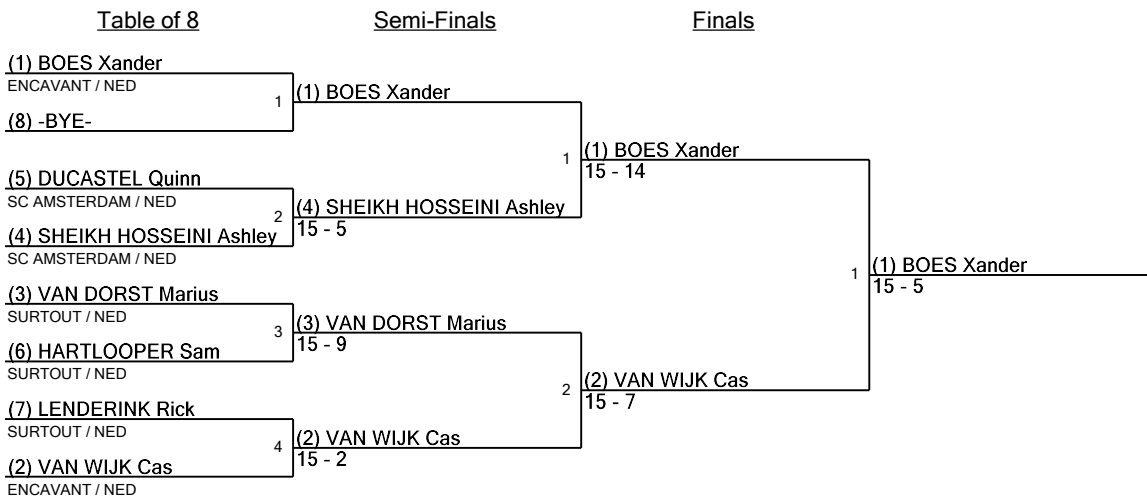 Table of 8
Semi-Finals
Finals
(1) BOES Xander
ENCAVANT / NED
(8) -BYE-
1
(1) BOES Xander
(5) DUCASTEL Quinn
SC AMSTERDAM / NED
(4) SHEIKH HOSSEINI Ashley
SC AMSTERDAM / NED
2
(4) SHEIKH HOSSEINI Ashley
15 - 5
1
(1) BOES Xander
15 - 14
(3) VAN DORST Marius
SURTOUT / NED
(6) HARTLOOPER Sam
SURTOUT / NED
3
(3) VAN DORST Marius
15 - 9
(7) LENDERINK Rick
SURTOUT / NED
(2) VAN WIJK Cas
ENCAVANT / NED
4
(2) VAN WIJK Cas
15 - 2
2
(2) VAN WIJK Cas
15 - 7
1
(1) BOES Xander
15 - 5